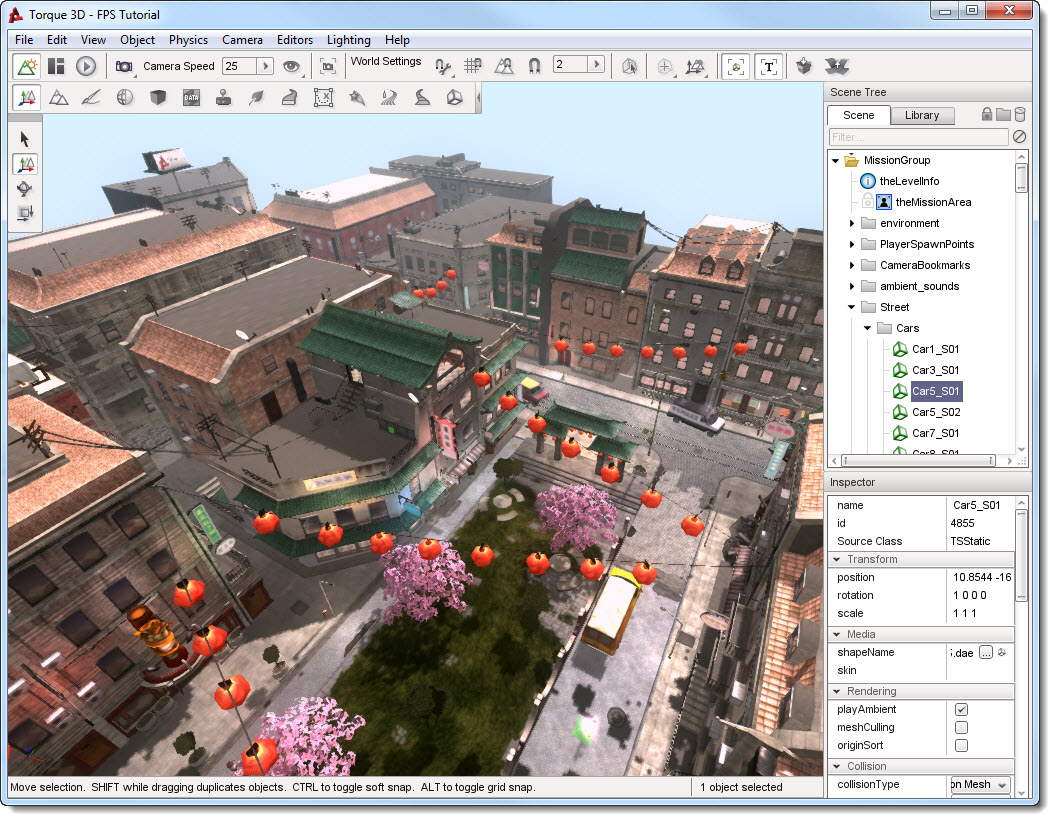 Torque 3D - FPS Tutorial
File Edit View Object Physics Camera Editors Lighting Help
Camera Speed 25 World Settings 2
T
DATA
Scene Tree
Scene Library
Filter...
MissionGroup
theLevelInfo
theMissionArea
environment
PlayerSpawnPoints
CameraBookmarks
ambient_sounds
Street
Cars
Car1_S01
Car3_S01
Car5_S01
Car5_S02
Car7_S01
Car8_S01
Inspector
name Car5_S01
id 4855
Source Class TSStatic
Transform
position 10.8544 -16
rotation 1 0 0 0
scale 1 1 1
Media
shapeName .dae ...
skin
Rendering
playAmbient
meshCulling
originSort
Collision
collisionType on Mesh
Move selection. SHIFT while dragging duplicates objects. CTRL to toggle soft snap. ALT to toggle grid snap. 1 object selected